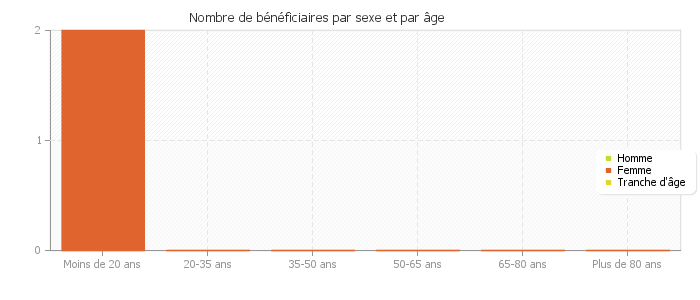 Nombre de bénéficiaires par sexe et par âge
2
1
0
Moins de 20 ans
20-35 ans
35-50 ans
50-65 ans
65-80 ans
Plus de 80 ans
Homme
Femme
Tranche d'âge